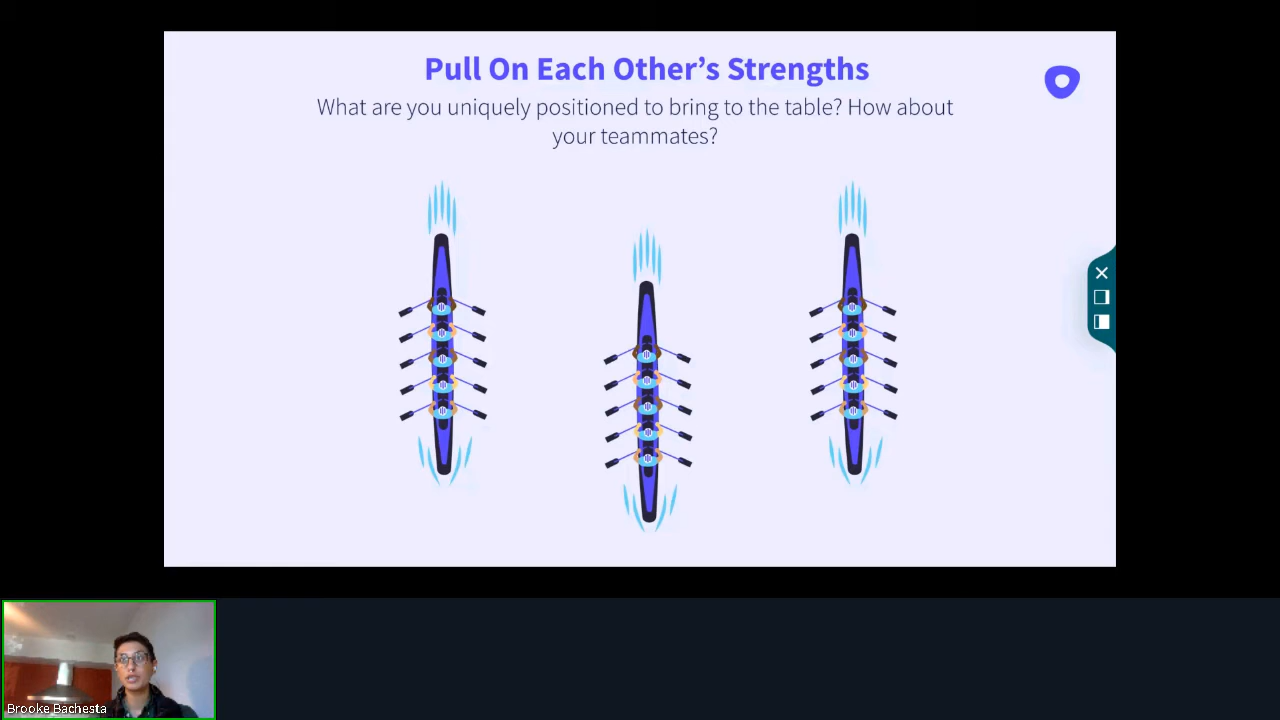 Pull On Each Other’s Strengths
What are you uniquely positioned to bring to the table? How about
your teammates?
Brooke Bachesta